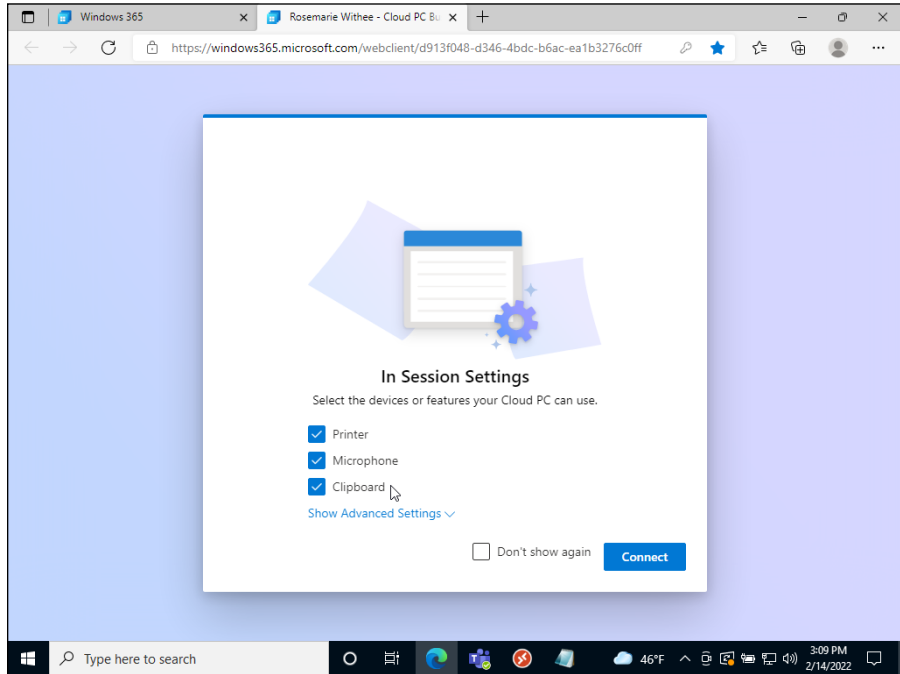 Windows 365
Rosemarie Withee - Cloud PC Bu
https://windows365.microsoft.com/webclient/d913f048-d346-4bdc-b6ac-ea1b3276c0ff
In Session Settings
Select the devices or features your Cloud PC can use.
Printer
Microphone
Clipboard
Show Advanced Settings
Don't show again
Connect
Type here to search
46°F
3:09 PM
2/14/2022